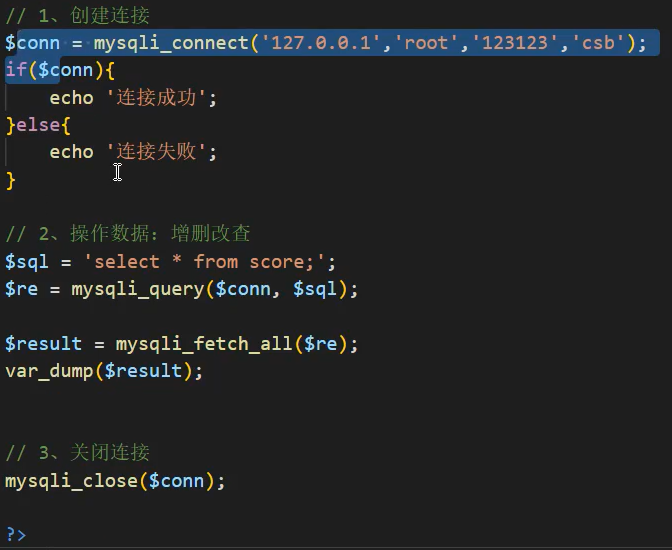 // 1、创建连接
$conn = mysqli_connect('127.0.0.1','root','123123','csb');
if($conn){
    echo '连接成功';
}else{
    echo '连接失败';
}
// 2、操作数据：增删改查
$sql = 'select * from score;';
$re = mysqli_query($conn, $sql);
$result = mysqli_fetch_all($re);
var_dump($result);
// 3、关闭连接
mysqli_close($conn);
?>